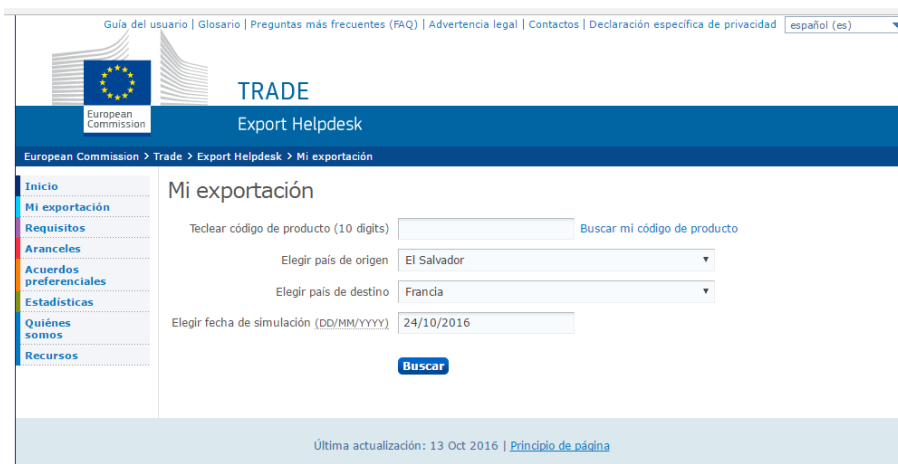 Guía del usuario | Glosario | Preguntas más frecuentes (FAQ) | Advertencia legal | Contactos | Declaración específica de privacidad español (es)
TRADE
European
Commission
Export Helpdesk
European Commission > Trade > Export Helpdesk > Mi exportación
Inicio
Mi exportación
Requisitos
Aranceles
Acuerdos
preferenciales
Estadísticas
Quiénes
somos
Recursos
Mi exportación
Teclear código de producto (10 digits) Buscar mi código de producto
Elegir país de origen El Salvador
Elegir país de destino Francia
Elegir fecha de simulación (DD/MM/YYYY) 24/10/2016
Buscar
Última actualización: 13 Oct 2016 | Principio de página